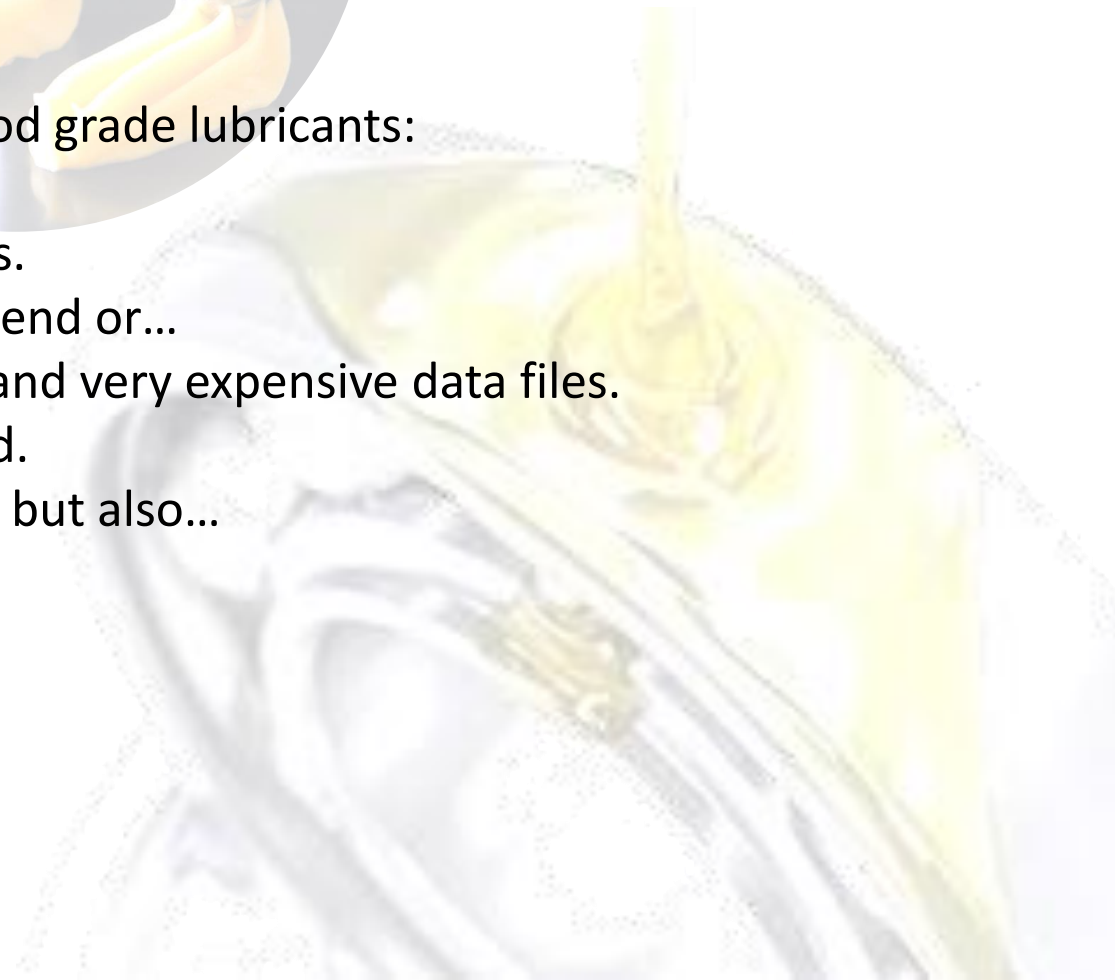 od grade lubricants:
s.
end or…
and very expensive data files.
d.
but also…